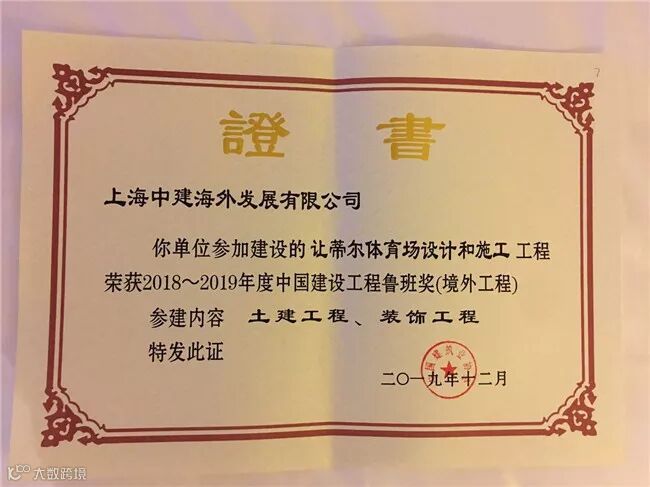 證書
上海中建海外发展有限公司
你单位参加建设的 让蒂尔体育场设计和施工 工程
荣获2018～2019年度中国建设工程鲁班奖(境外工程)
参建内容 土建工程、装饰工程
特发此证
二〇一九年十二月
大数跨境